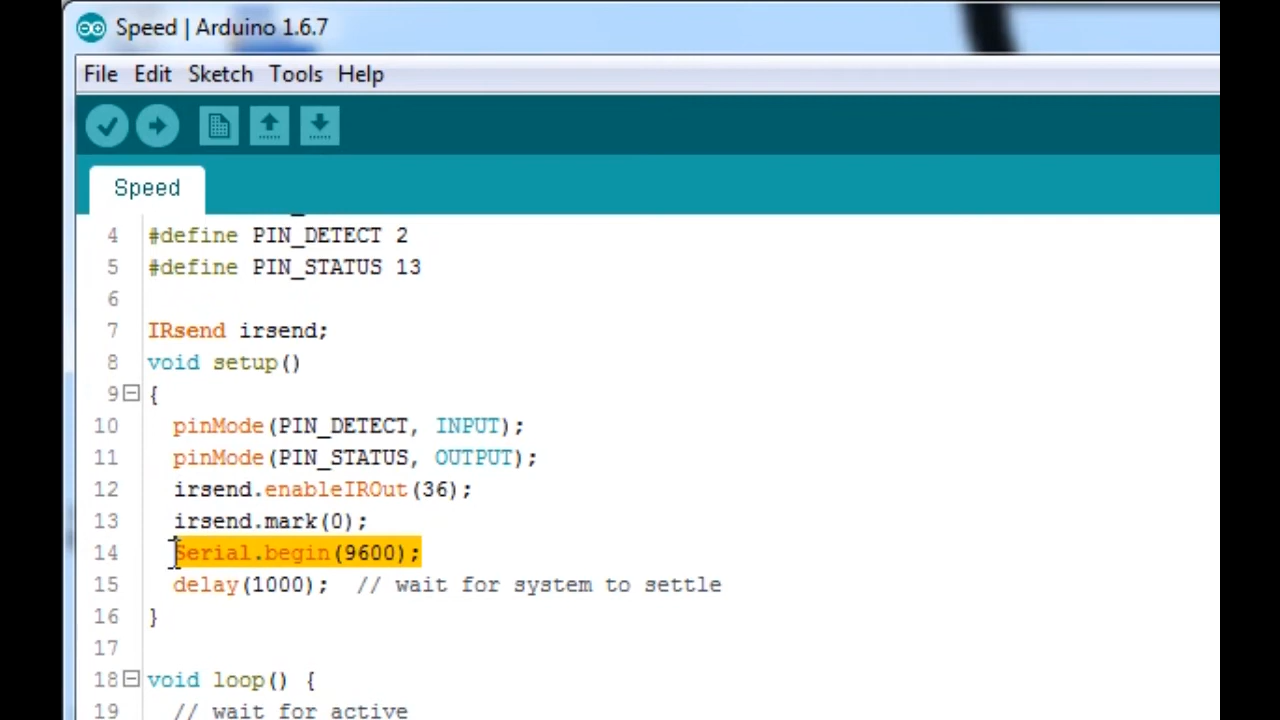 Speed | Arduino 1.6.7
File Edit Sketch Tools Help
Speed
4 #define PIN_DETECT 2
5 #define PIN_STATUS 13
6
7 IRsend irsend;
8 void setup()
9 {
10 pinMode(PIN_DETECT, INPUT);
11 pinMode(PIN_STATUS, OUTPUT);
12 irsend.enableIROut(36);
13 irsend.mark(0);
14 Serial.begin(9600);
15 delay(1000);  // wait for system to settle
16 }
17
18 void loop() {
19 // wait for active